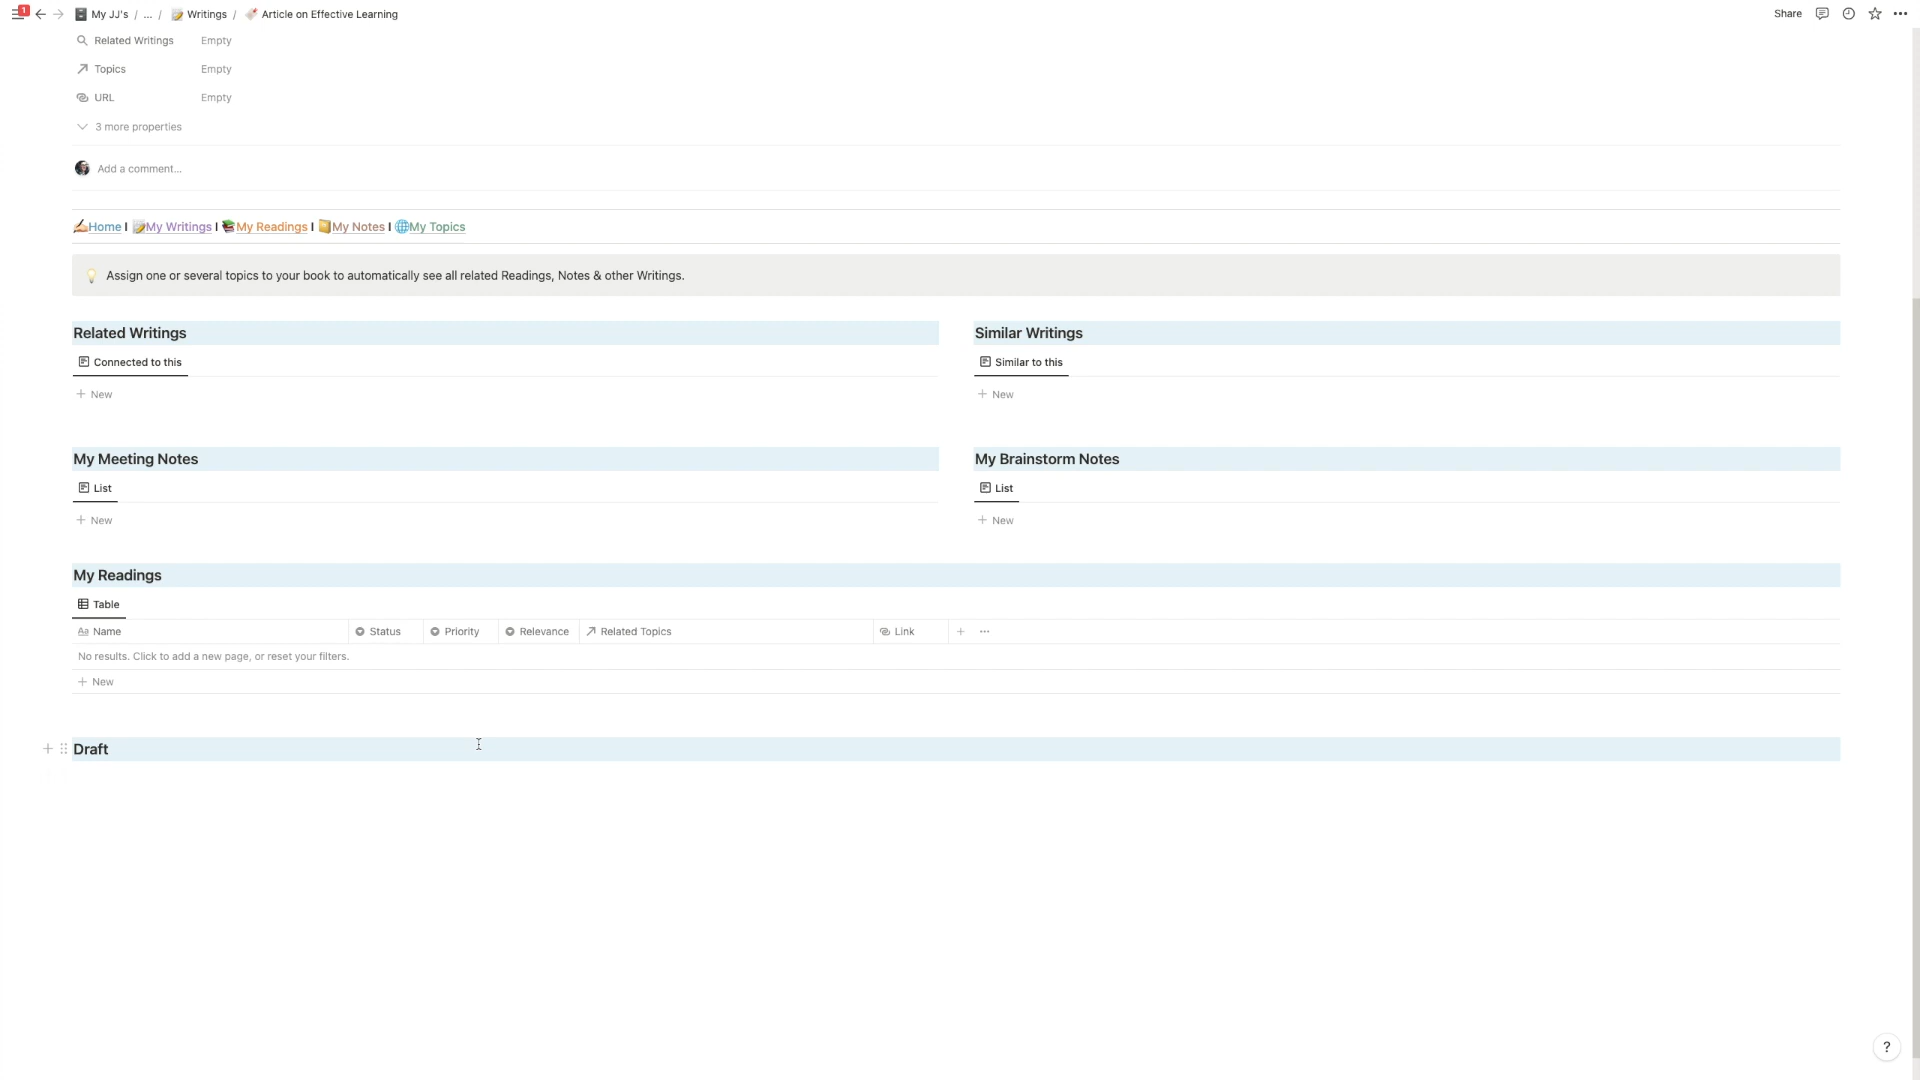 1 My JJ's / ... / Writings / Article on Effective Learning Share
Related Writings Empty
Topics Empty
URL Empty
3 more properties
Add a comment...
Home I My Writings I My Readings I My Notes I My Topics
Assign one or several topics to your book to automatically see all related Readings, Notes & other Writings.
Related Writings
Connected to this
+ New
Similar Writings
Similar to this
+ New
My Meeting Notes
List
+ New
My Brainstorm Notes
List
+ New
My Readings
Table
Aa Name Status Priority Relevance Related Topics Link + ...
No results. Click to add a new page, or reset your filters.
+ New
Draft
?